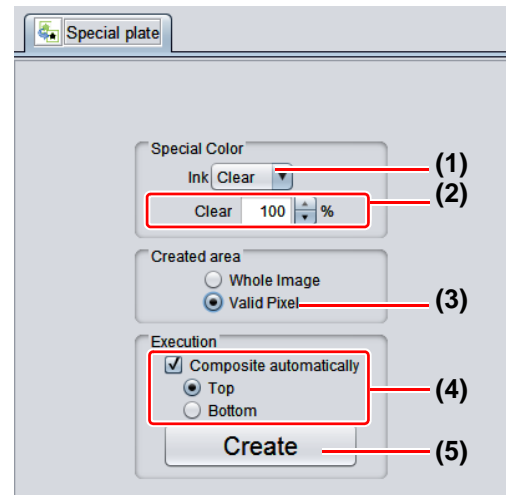 Special plate
Special Color
Ink Clear (1)
Clear 100 % (2)
Created area
Whole Image
Valid Pixel (3)
Execution
Composite automatically
Top (4)
Bottom
Create (5)